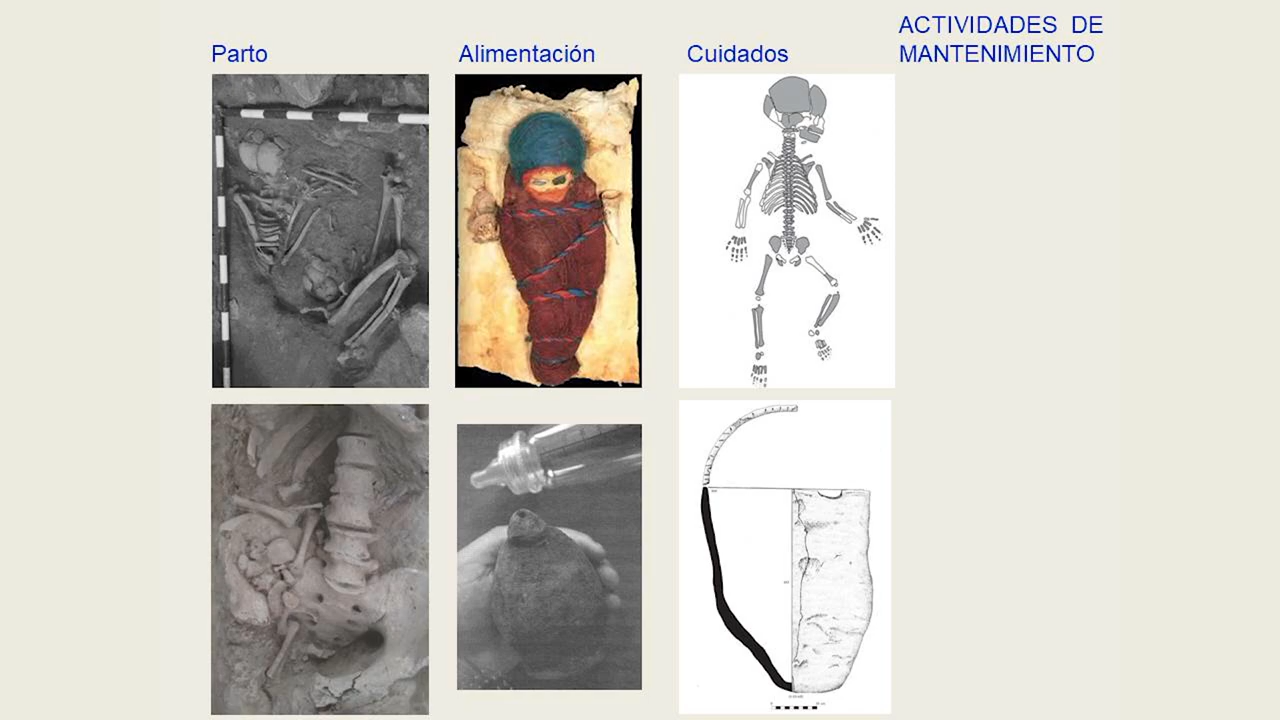 Parto
Alimentación
Cuidados
ACTIVIDADES DE
MANTENIMIENTO